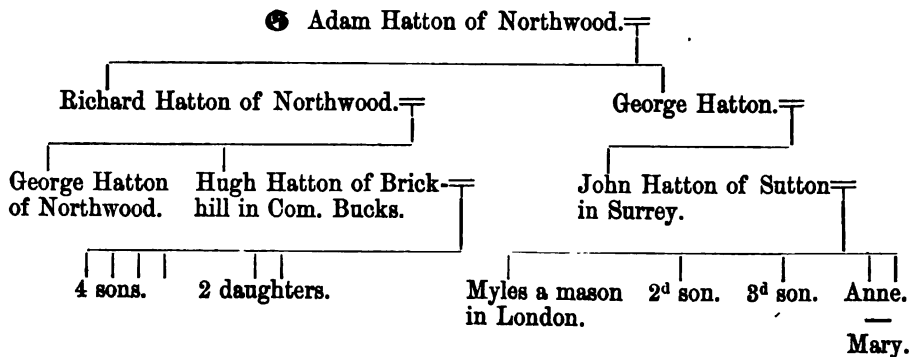 Adam Hatton of Northwood.
Richard Hatton of Northwood.
George Hatton.
George Hatton
of Northwood.
Hugh Hatton of Brick-
hill in Com. Bucks.
John Hatton of Sutton
in Surrey.
4 sons.
2 daughters.
Myles a mason
in London.
2d son.
3d son.
Anne.
Mary.